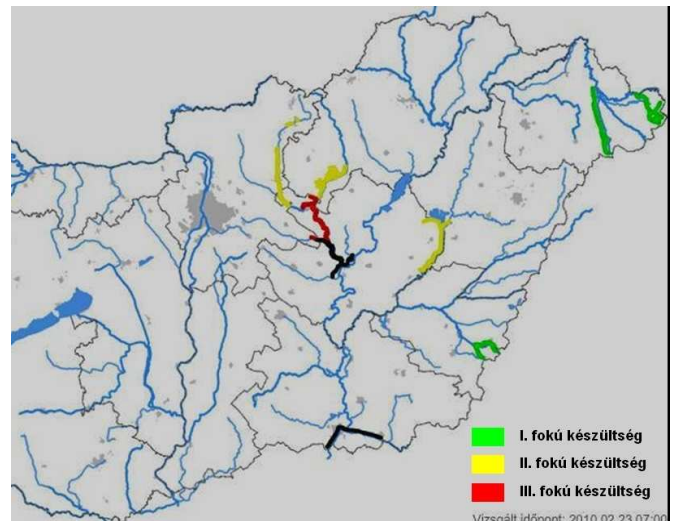 I. fokú készültség
II. fokú készültség
III. fokú készültség
Vizsgált időpont: 2010.02.23 07:00